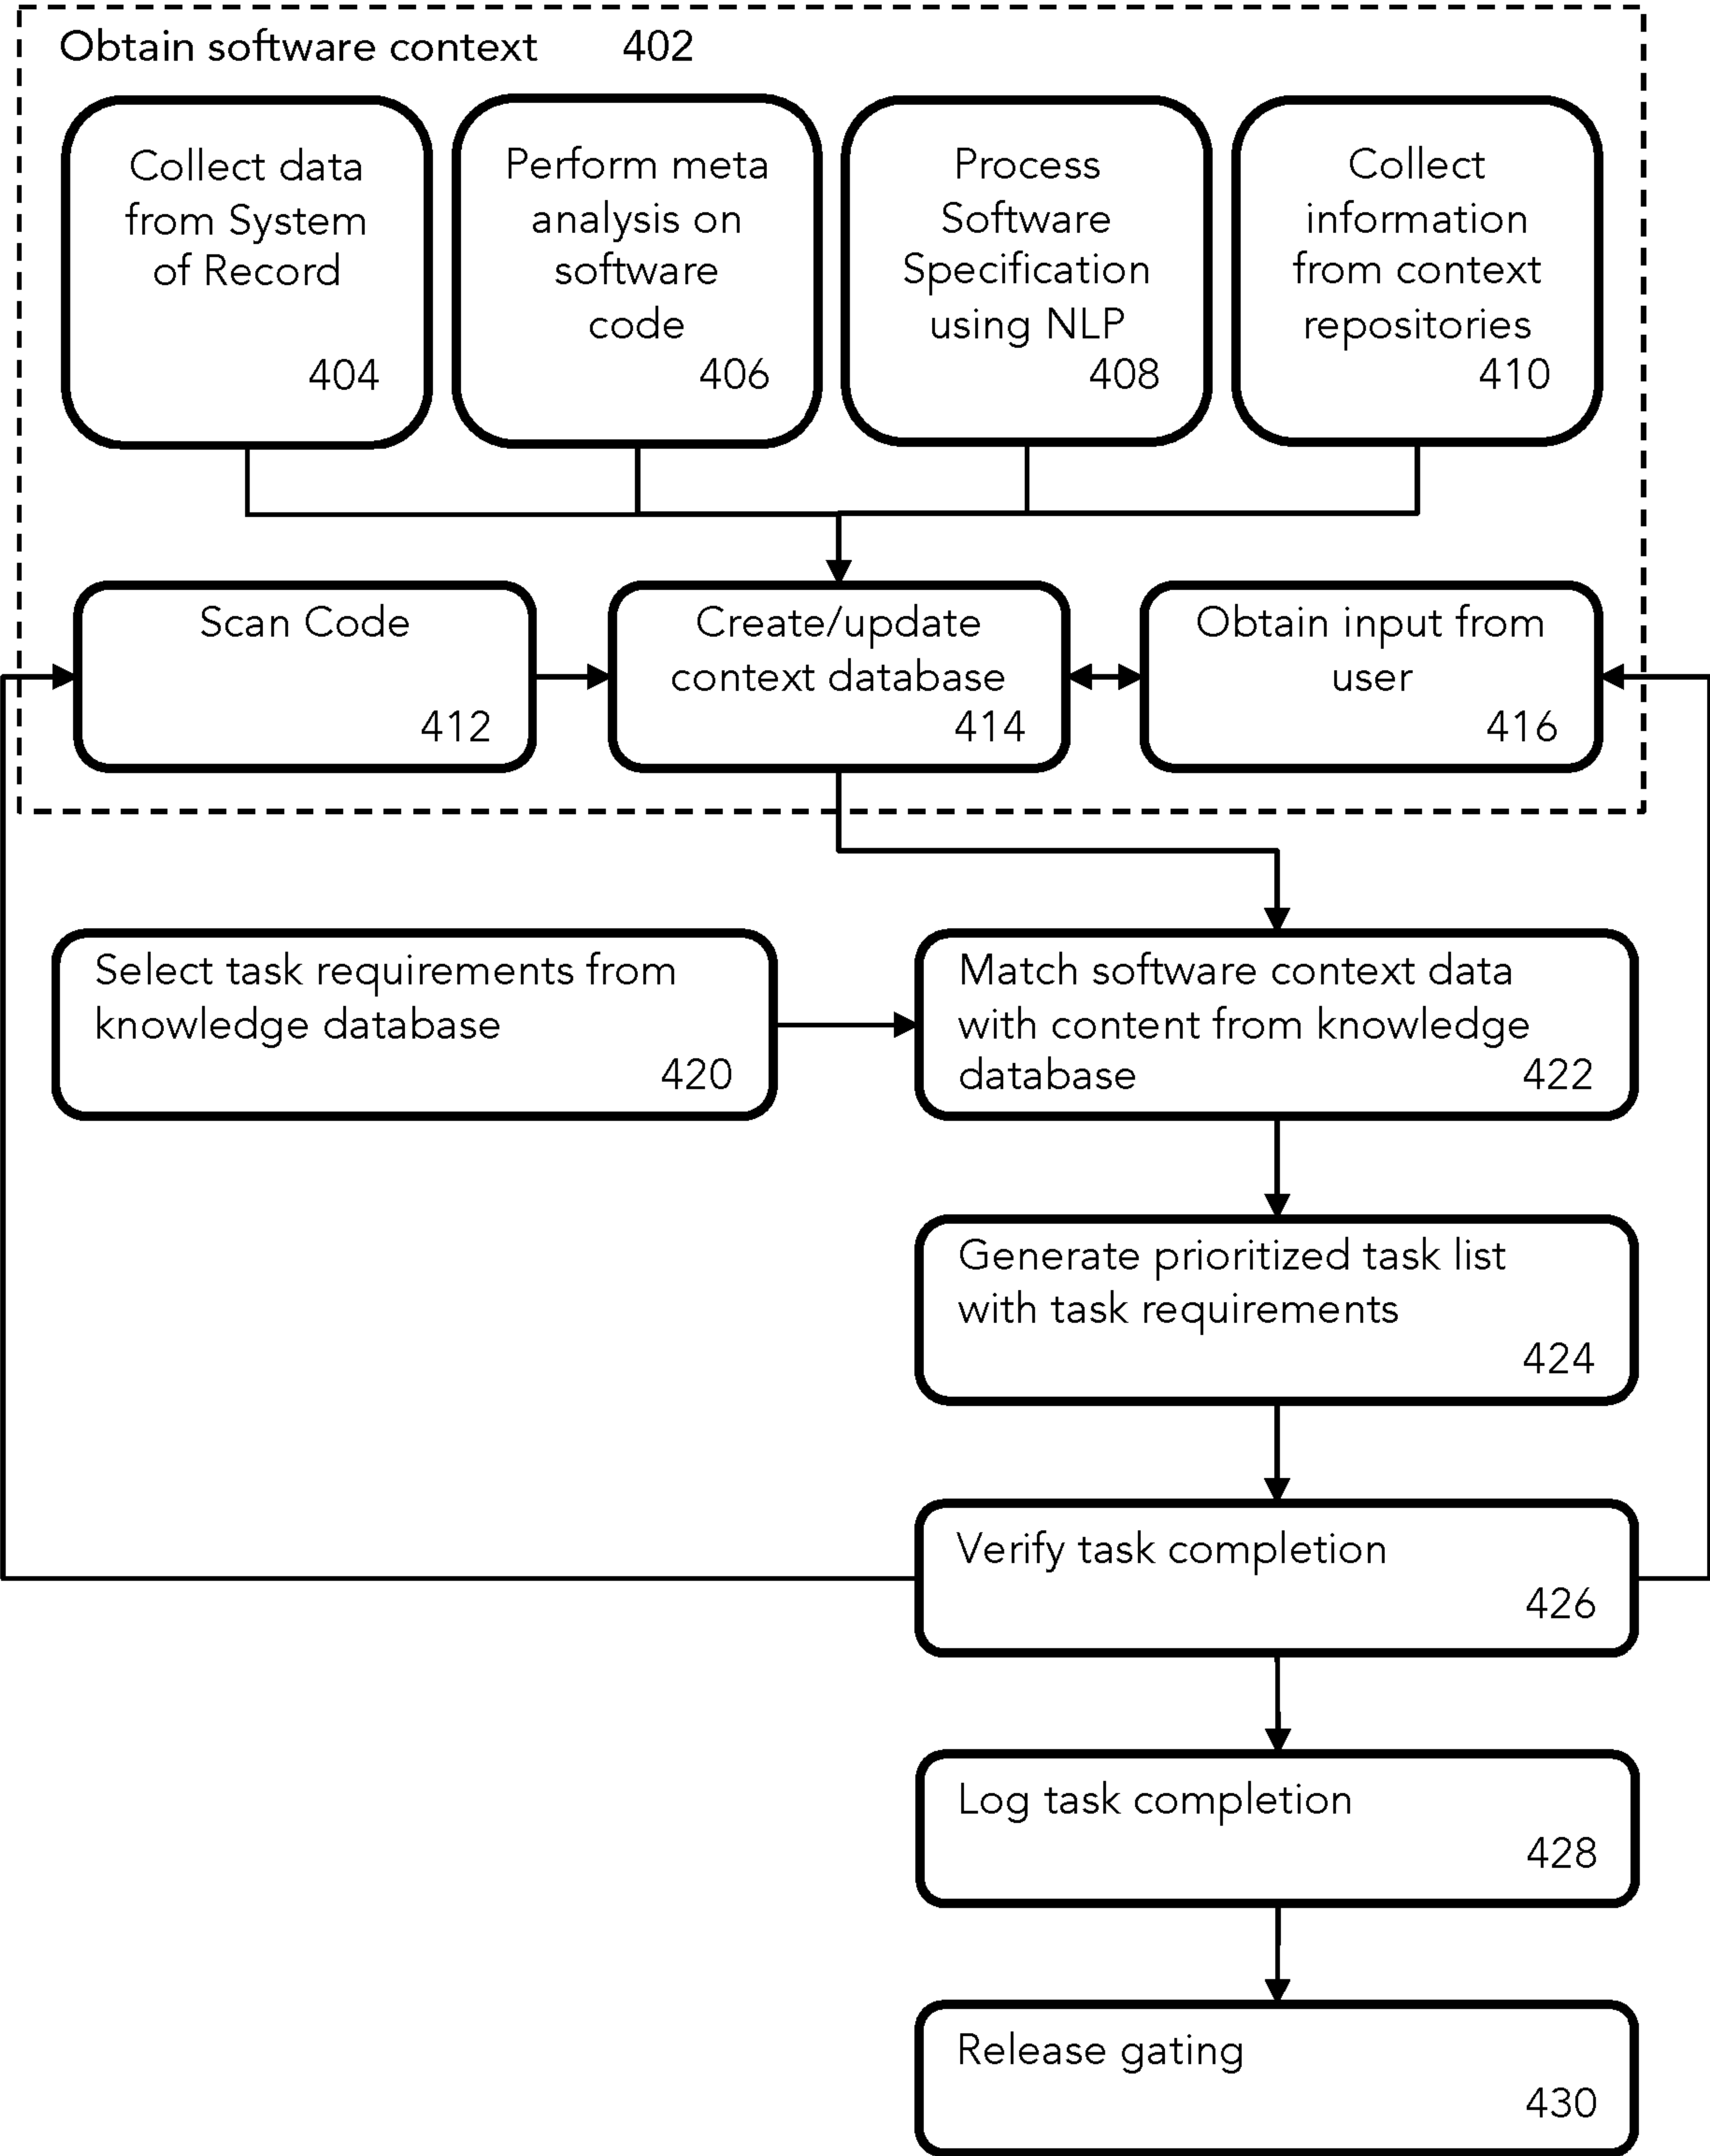 Obtain software context 402
Collect data
from System
of Record
404
Perform meta
analysis on
software
code
406
Process
Software
Specification
using NLP
408
Collect
information
from context
repositories
410
Scan Code
412
Create/update
context database
414
Obtain input from
user
416
Select task requirements from
knowledge database
420
Match software context data
with content from knowledge
database 422
Generate prioritized task list
with task requirements
424
Verify task completion
426
Log task completion
428
Release gating
430